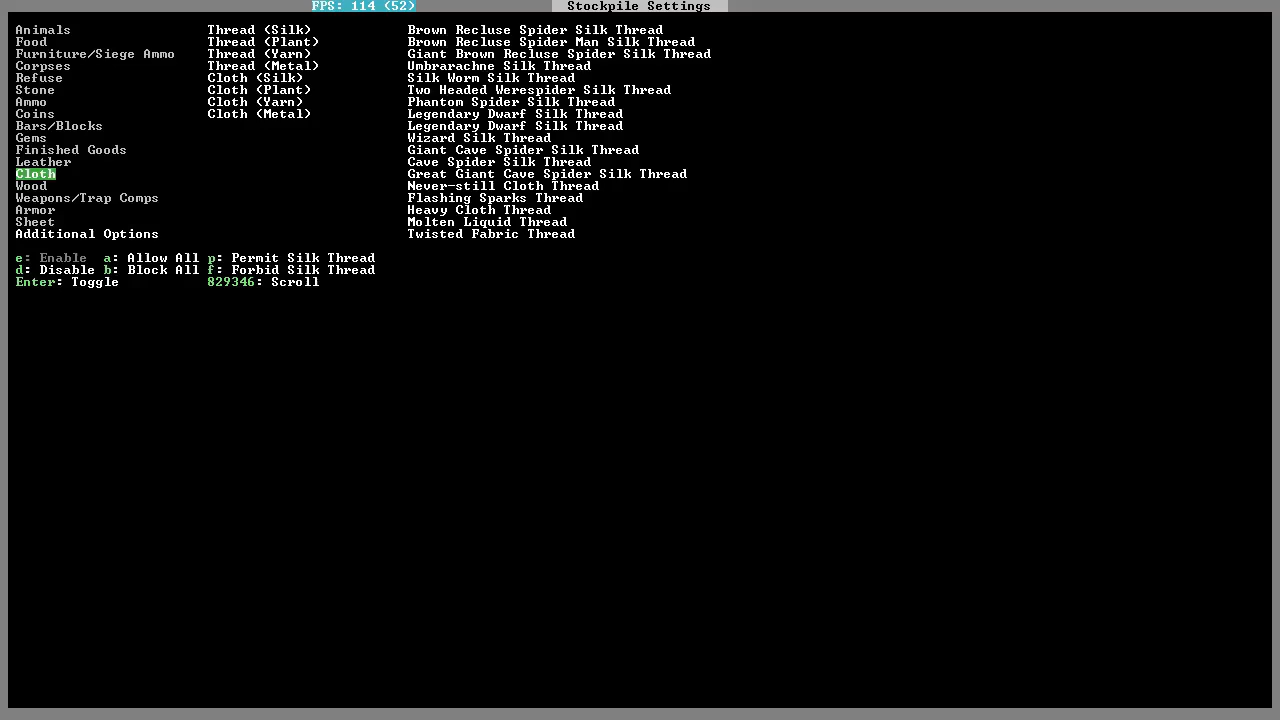 FPS: 114 (52) Stockpile Settings
Animals Thread (Silk) Brown Recluse Spider Silk Thread
Food Thread (Plant) Brown Recluse Spider Man Silk Thread
Furniture/Siege Ammo Thread (Yarn) Giant Brown Recluse Spider Silk Thread
Corpses Thread (Metal) Umbrarachne Silk Thread
Refuse Cloth (Silk) Silk Worm Silk Thread
Stone Cloth (Plant) Two Headed Werespider Silk Thread
Ammo Cloth (Yarn) Phantom Spider Silk Thread
Coins Cloth (Metal) Legendary Dwarf Silk Thread
Bars/Blocks Legendary Dwarf Silk Thread
Gems Wizard Silk Thread
Finished Goods Giant Cave Spider Silk Thread
Leather Cave Spider Silk Thread
Cloth Great Giant Cave Spider Silk Thread
Wood Never-still Cloth Thread
Weapons/Trap Comps Flashing Sparks Thread
Armor Heavy Cloth Thread
Sheet Molten Liquid Thread
Additional Options Twisted Fabric Thread
e: Enable a: Allow All p: Permit Silk Thread
d: Disable b: Block All f: Forbid Silk Thread
Enter: Toggle 829346: Scroll